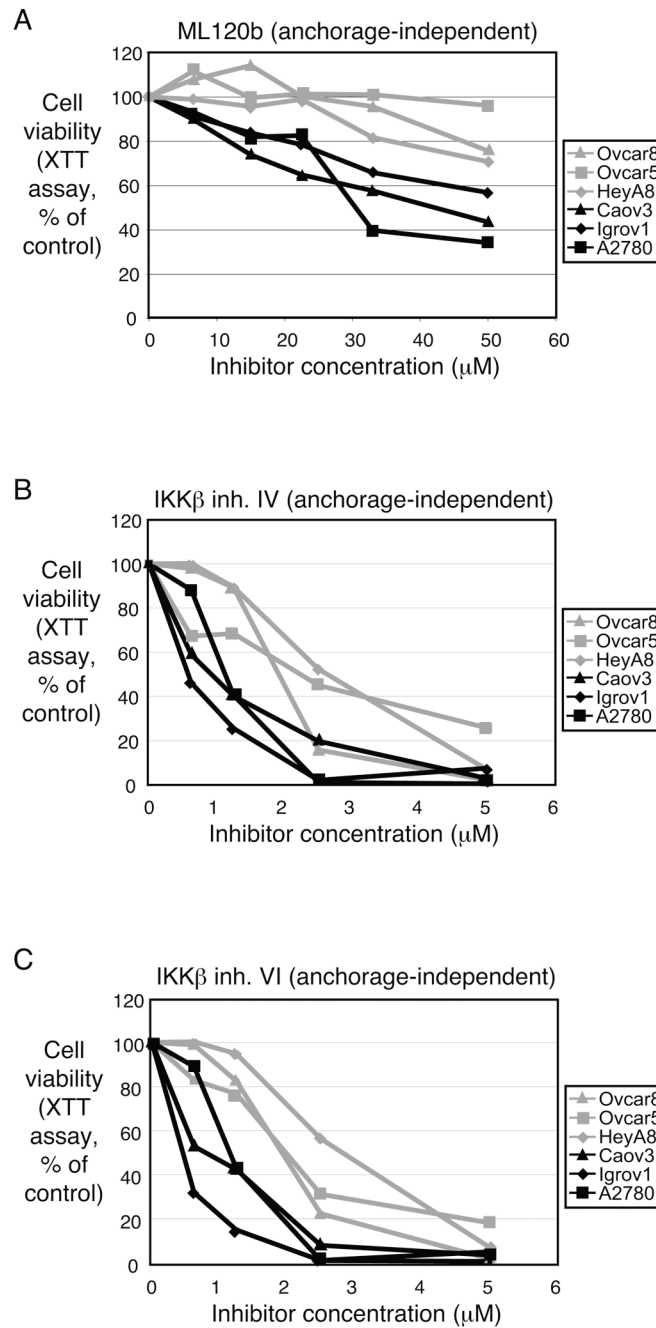 A
ML120b (anchorage-independent)
Cell
viability
(XTT
assay,
% of
control)
120
100
80
60
40
20
0
0 10 20 30 40 50 60
Inhibitor concentration (μM)
Ovcar8
Ovcar5
HeyA8
Caov3
Igrov1
A2780
B
IKKβ inh. IV (anchorage-independent)
Cell
viability
(XTT
assay,
% of
control)
120
100
80
60
40
20
0
0 1 2 3 4 5 6
Inhibitor concentration (μM)
Ovcar8
Ovcar5
HeyA8
Caov3
Igrov1
A2780
C
IKKβ inh. VI (anchorage-independent)
Cell
viability
(XTT
assay,
% of
control)
120
100
80
60
40
20
0
0 1 2 3 4 5 6
Inhibitor concentration (μM)
Ovcar8
Ovcar5
HeyA8
Caov3
Igrov1
A2780